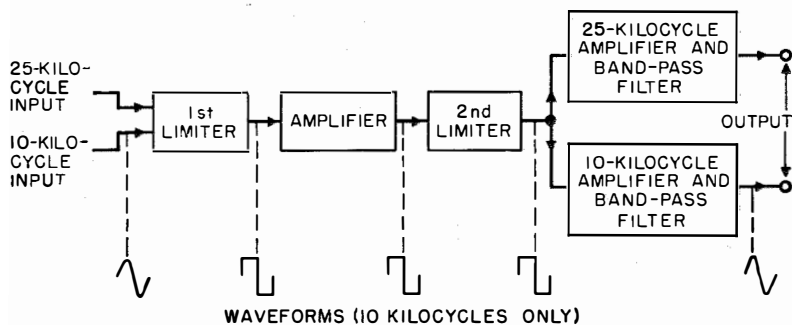 25-KILO-
CYCLE
INPUT
10-KILO-
CYCLE
INPUT
1st
LIMITER
AMPLIFIER
2nd
LIMITER
25-KILOCYCLE
AMPLIFIER AND
BAND-PASS
FILTER
OUTPUT
10-KILOCYCLE
AMPLIFIER AND
BAND-PASS
FILTER
WAVEFORMS (10 KILOCYCLES ONLY)